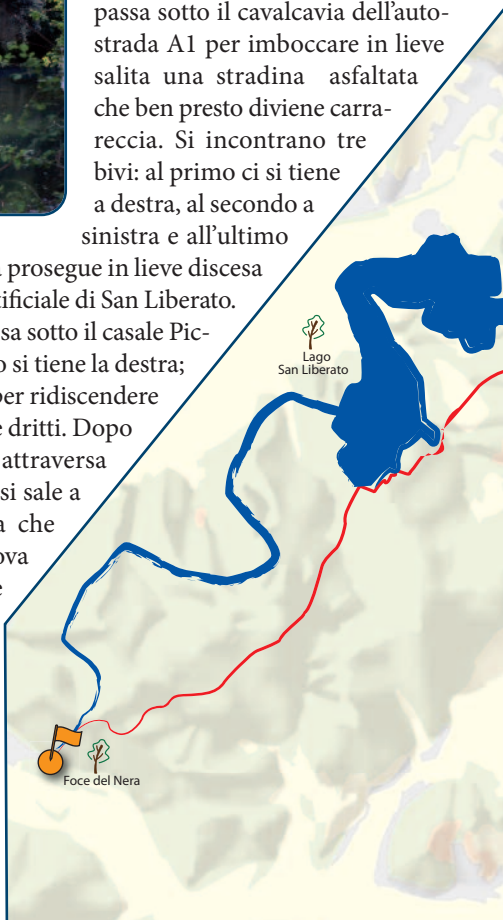 passa sotto il cavalcavia dell’auto-
strada A1 per imboccare in lieve
salita una stradina asfaltata
che ben presto diviene carra-
reccia. Si incontrano tre
bivi: al primo ci si tiene
a destra, al secondo a
sinistra e all’ultimo
prosegue in lieve discesa
di San Liberato.
sotto il casale Pic-
si tiene la destra;
per ridiscendere
dritti. Dopo
attraversa
si sale a
che
Lago
San Liberato
Foce del Nera